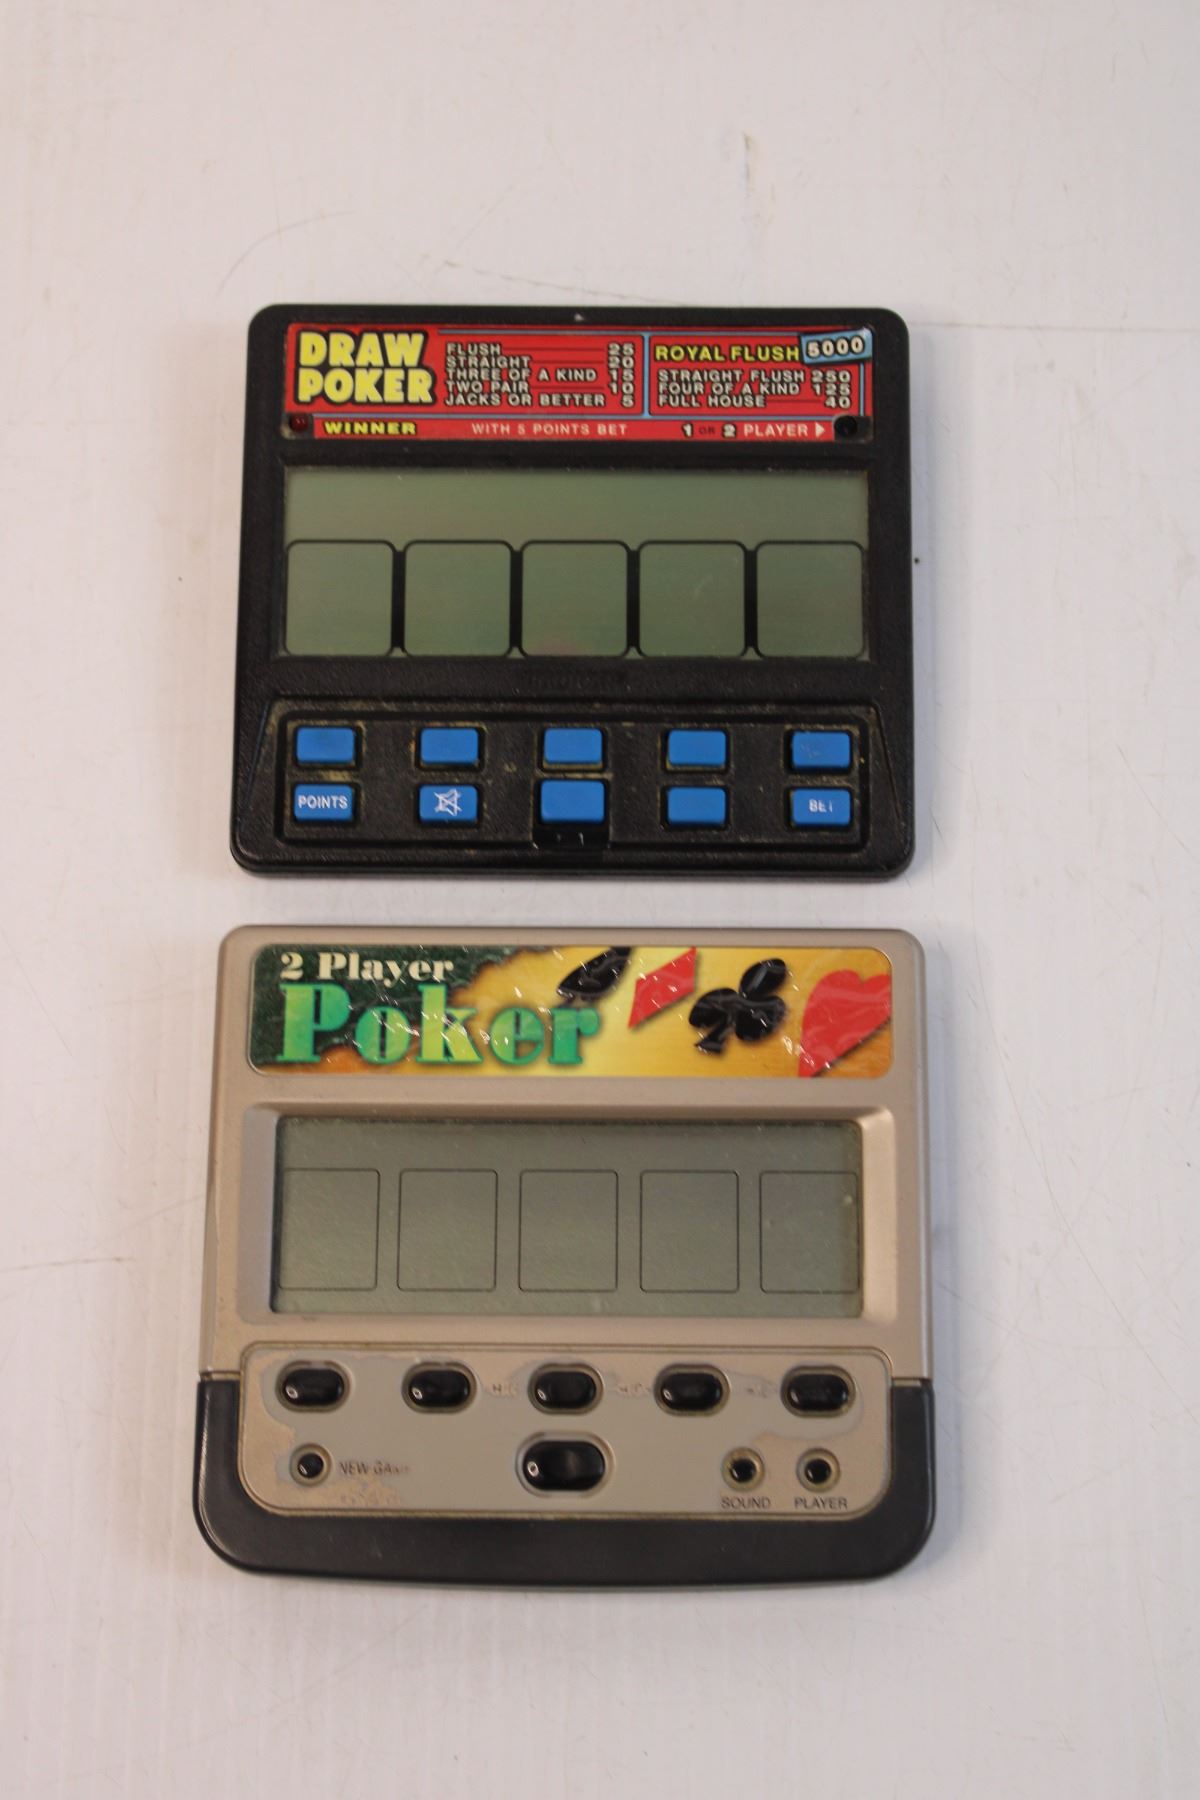 DRAW
POKER
FLUSH 25
STRAIGHT 20
THREE OF A KIND 15
TWO PAIR 10
JACKS OR BETTER 5
ROYAL FLUSH 5000
STRAIGHT FLUSH 250
FOUR OF A KIND 125
FULL HOUSE 40
WINNER WITH 5 POINTS BET 1 OR 2 PLAYER
POINTS BET
2 Player
Poker
SOUND PLAYER